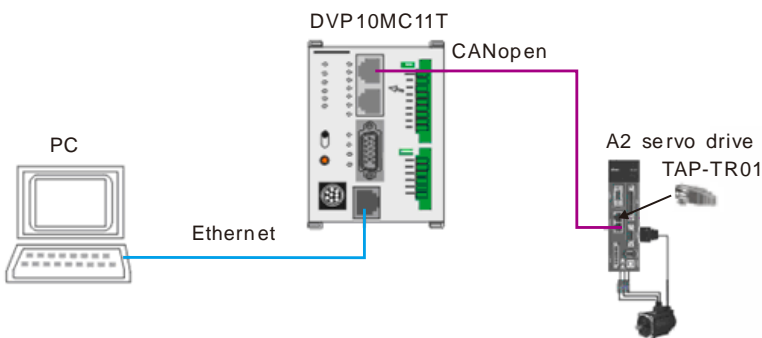 DVP10MC11T
CANopen
PC
A2 servo drive
TAP-TR01
Ethernet